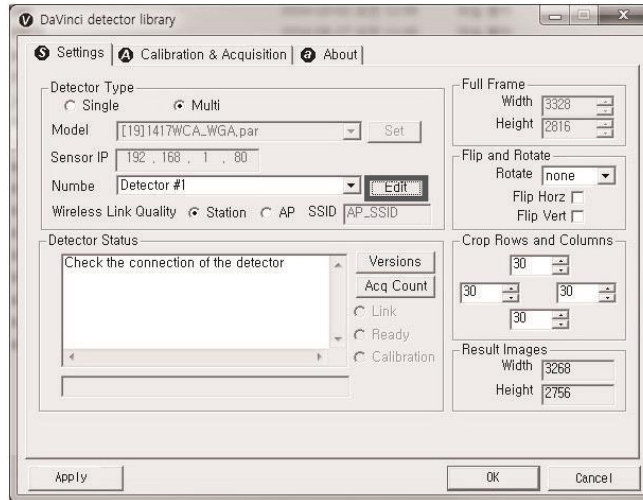 DaVinci detector library
Settings
Calibration & Acquisition
About
Detector Type
Single
Multi
Model
[19]1417WCA_WGA,par
Set
Sensor IP
192 . 168 . 1 . 80
Numbe
Detector #1
Edit
Wireless Link Quality
Station
AP
SSID
AP_SSID
Detector Status
Check the connection of the detector
Versions
Acq Count
Link
Ready
Calibration
Full Frame
Width
3328
Height
2816
Flip and Rotate
Rotate
none
Flip Horz
Flip Vert
Crop Rows and Columns
30
30
30
30
Result Images
Width
3268
Height
2756
Apply
OK
Cancel